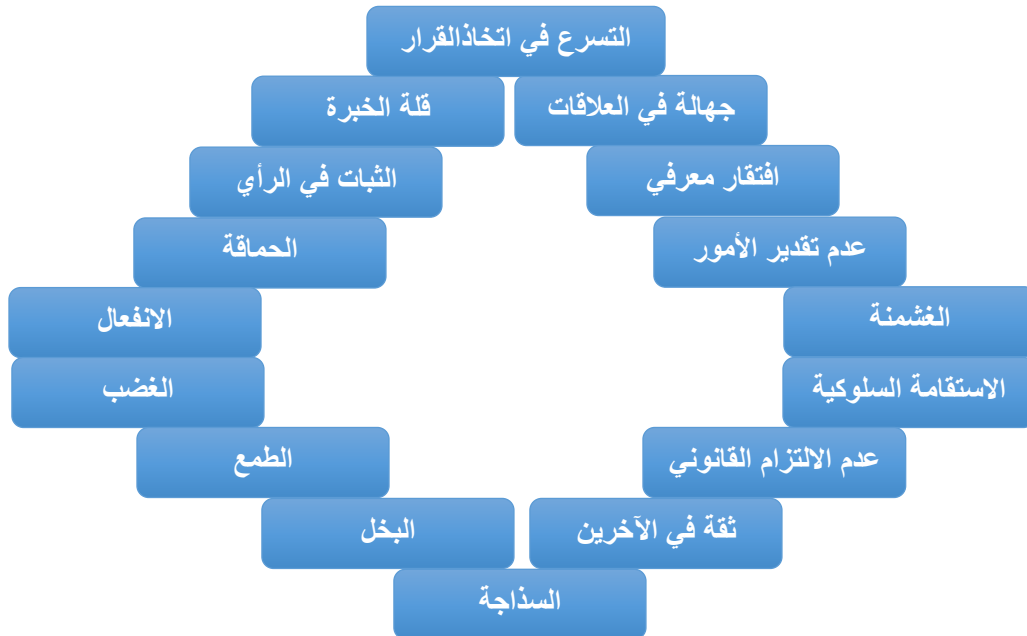 التسرع في اتخاذالقرار
جهالة في العلاقات
قلة الخبرة
افتقار معرفي
الثبات في الرأي
عدم تقدير الأمور
الحماقة
الغشمنة
الانفعال
الاستقامة السلوكية
الغضب
عدم الالتزام القانوني
الطمع
ثقة في الآخرين
البخل
السذاجة